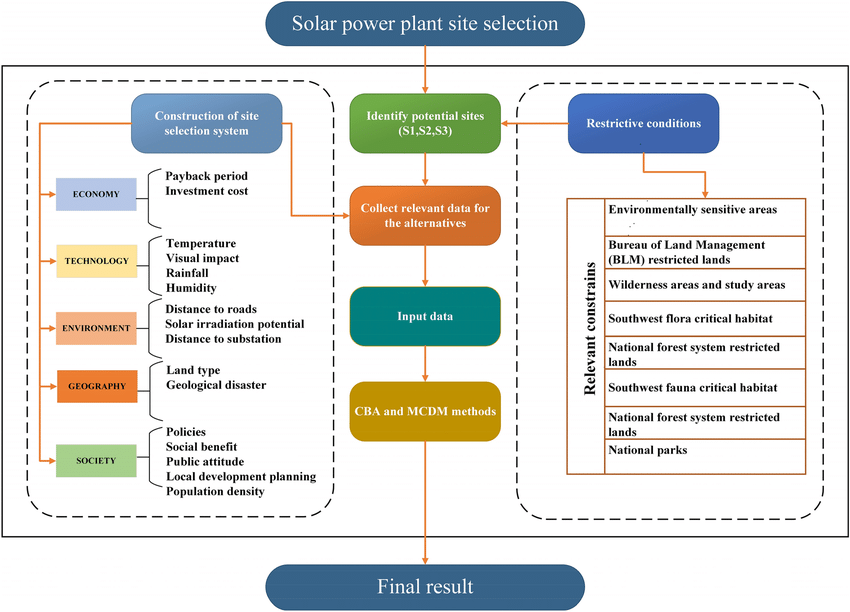 Solar power plant site selection
Construction of site
selection system
ECONOMY
Payback period
Investment cost
TECHNOLOGY
Temperature
Visual impact
Rainfall
Humidity
ENVIRONMENT
Distance to roads
Solar irradiation potential
Distance to substation
GEOGRAPHY
Land type
Geological disaster
SOCIETY
Policies
Social benefit
Public attitude
Local development planning
Population density
Identify potential sites
(S1,S2,S3)
Collect relevant data for
the alternatives
Input data
CBA and MCDM methods
Restrictive conditions
Relevant constrains
Environmentally sensitive areas
Bureau of Land Management
(BLM) restricted lands
Wilderness areas and study areas
Southwest flora critical habitat
National forest system restricted
lands
Southwest fauna critical habitat
National forest system restricted
lands
National parks
Final result